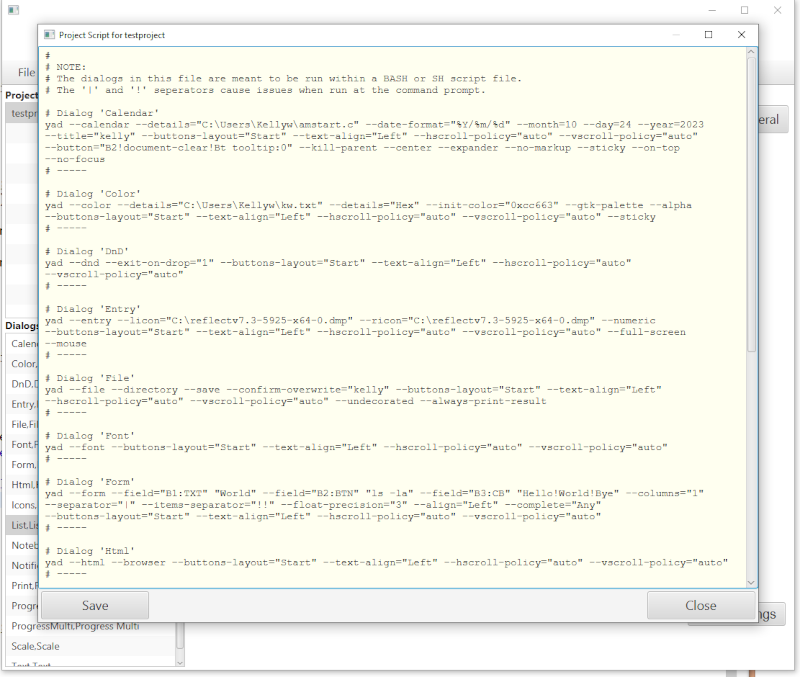 Project Script for testproject
#
# NOTE:
# The dialogs in this file are meant to be run within a BASH or SH script file.
# The '|' and '!' seperators cause issues when run at the command prompt.
# Dialog 'Calendar'
yad --calendar --details="C:\Users\Kellyw\amstart.c" --date-format="%Y/%m/%d" --month=10 --day=24 --year=2023
--title="kelly" --buttons-layout="Start" --text-align="Left" --hscroll-policy="auto" --vscroll-policy="auto"
--button="B2!document-clear!Bt tooltip:0" --kill-parent --center --expander --no-markup --sticky --on-top
--no-focus
# -----
# Dialog 'Color'
yad --color --details="C:\Users\Kellyw\kw.txt" --details="Hex" --init-color="0xcc663" --gtk-palette --alpha
--buttons-layout="Start" --text-align="Left" --hscroll-policy="auto" --vscroll-policy="auto" --sticky
# -----
# Dialog 'DnD'
yad --dnd --exit-on-drop="1" --buttons-layout="Start" --text-align="Left" --hscroll-policy="auto"
--vscroll-policy="auto"
# -----
# Dialog 'Entry'
yad --entry --licon="C:\reflectv7.3-5925-x64-0.dmp" --ricon="C:\reflectv7.3-5925-x64-0.dmp" --numeric
--buttons-layout="Start" --text-align="Left" --hscroll-policy="auto" --vscroll-policy="auto" --full-screen
--mouse
# -----
# Dialog 'File'
yad --file --directory --save --confirm-overwrite="kelly" --buttons-layout="Start" --text-align="Left"
--hscroll-policy="auto" --vscroll-policy="auto" --undecorated --always-print-result
# -----
# Dialog 'Font'
yad --font --buttons-layout="Start" --text-align="Left" --hscroll-policy="auto" --vscroll-policy="auto"
# -----
# Dialog 'Form'
yad --form --field="B1:TXT" "World" --field="B2:BTN" "ls -la" --field="B3:CB" "Hello!World!Bye" --columns="1"
--separator="|" --items-separator="!!" --float-precision="3" --align="Left" --complete="Any"
--buttons-layout="Start" --text-align="Left" --hscroll-policy="auto" --vscroll-policy="auto"
# -----
# Dialog 'Html'
yad --html --browser --buttons-layout="Start" --text-align="Left" --hscroll-policy="auto" --vscroll-policy="auto"
# -----
Save
Close
File
Project
testpr
eral
Dialogs
Calen
Color,
DnD,D
Entry,
File,Fil
Font,F
Form,
Html,
Icons,
List,Lis
Noteb
Notifi
Print,P
Progre
ProgressMulti,Progress Multi
Scale,Scale
Text,Text
ngs